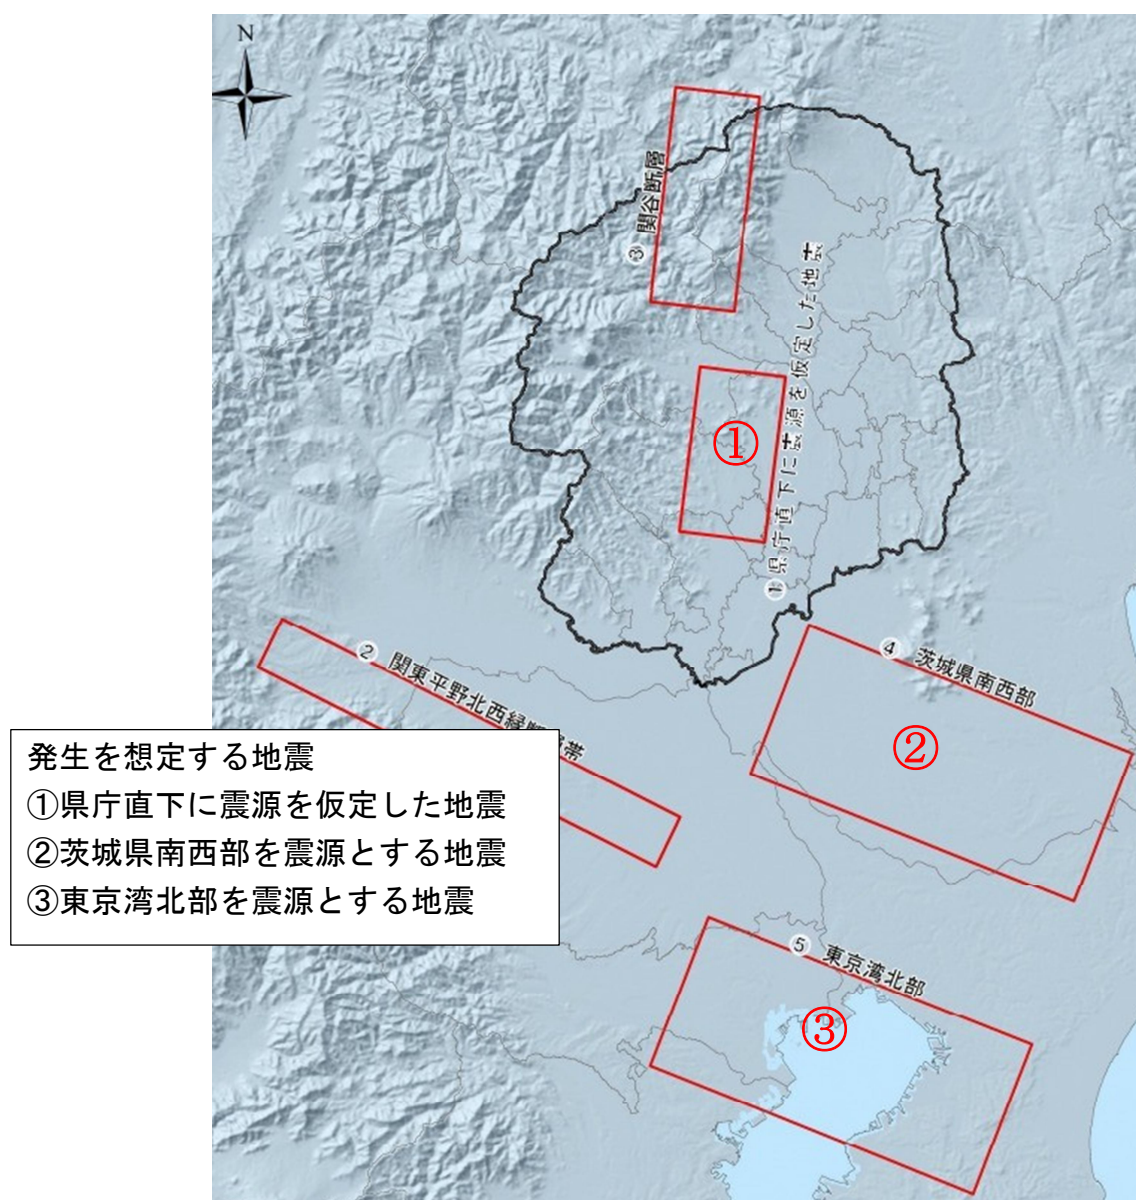 N
③ 関谷断層
① 県庁直下に震源を仮定した地震
①
② 関東平野北西縁断層帯
④ 茨城県南西部
②
発生を想定する地震
①県庁直下に震源を仮定した地震
②茨城県南西部を震源とする地震
③東京湾北部を震源とする地震
⑤ 東京湾北部
③